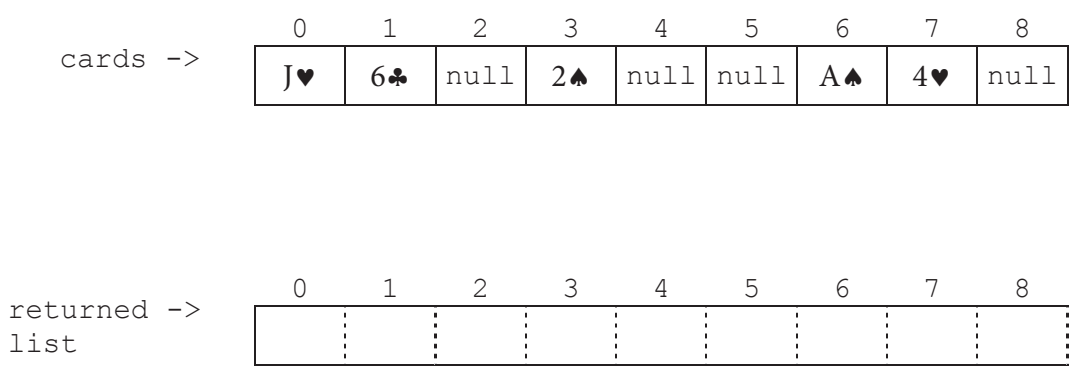 0 1 2 3 4 5 6 7 8
cards -> J♥ 6♣ null 2♠ null null A♠ 4♥ null
0 1 2 3 4 5 6 7 8
returned ->
list